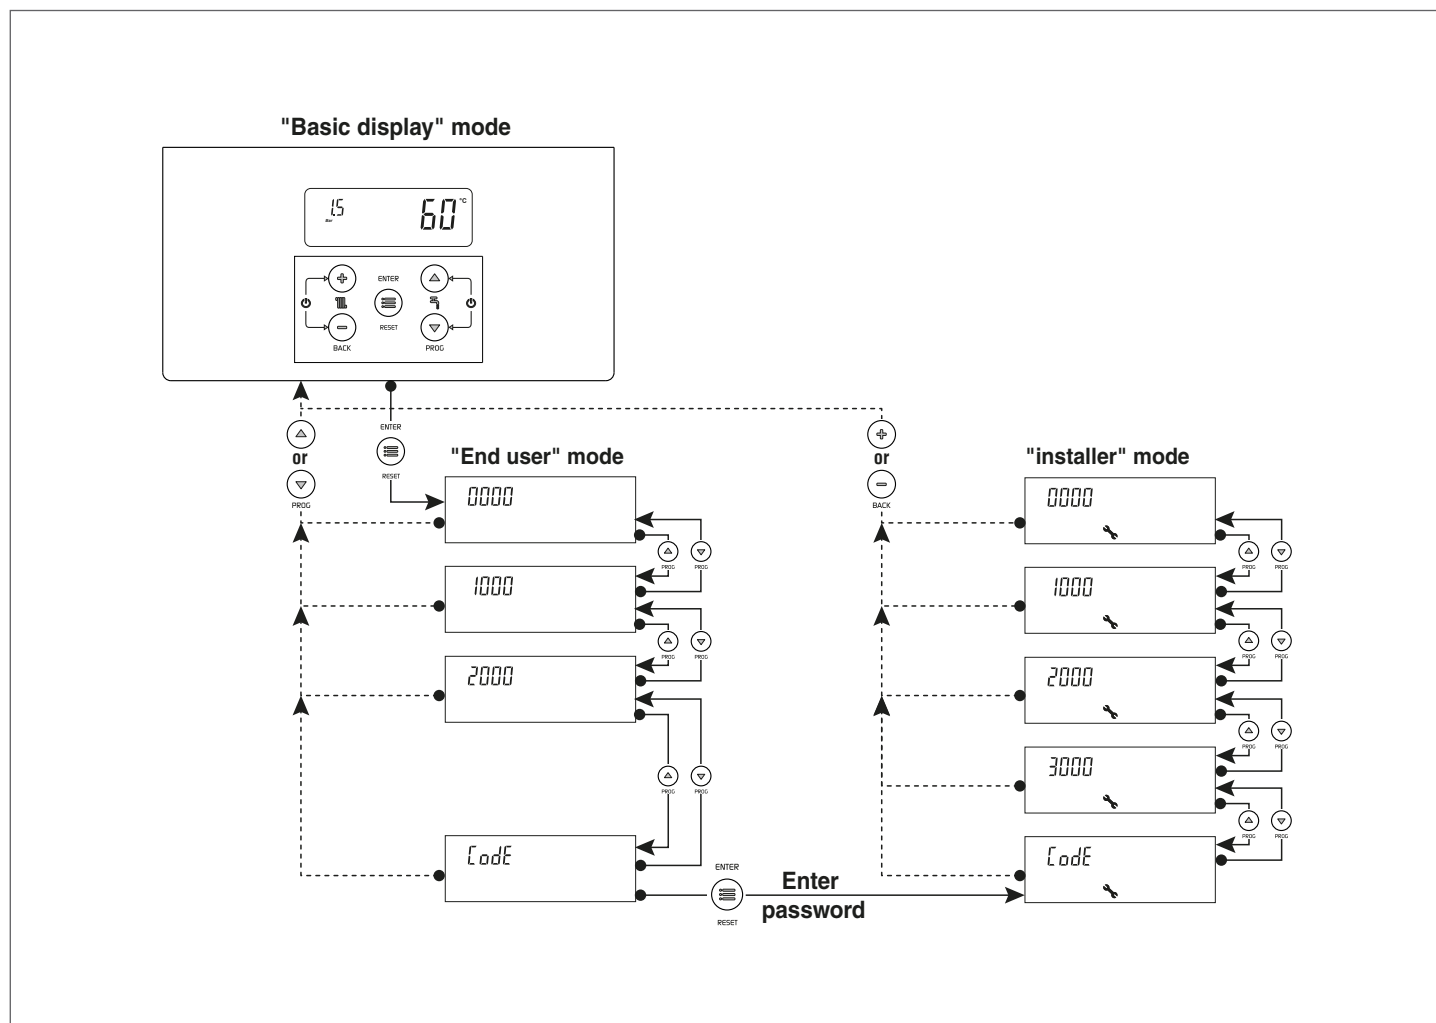 "Basic display" mode
1.5
Bar
60 °C
ENTER
RESET
BACK
PROG
ENTER
RESET
or
PROG
or
BACK
"End user" mode
0000
PROG PROG
1000
PROG PROG
2000
PROG PROG
CodE
ENTER
RESET
Enter
password
"installer" mode
0000
PROG PROG
1000
PROG PROG
2000
PROG PROG
3000
PROG PROG
CodE